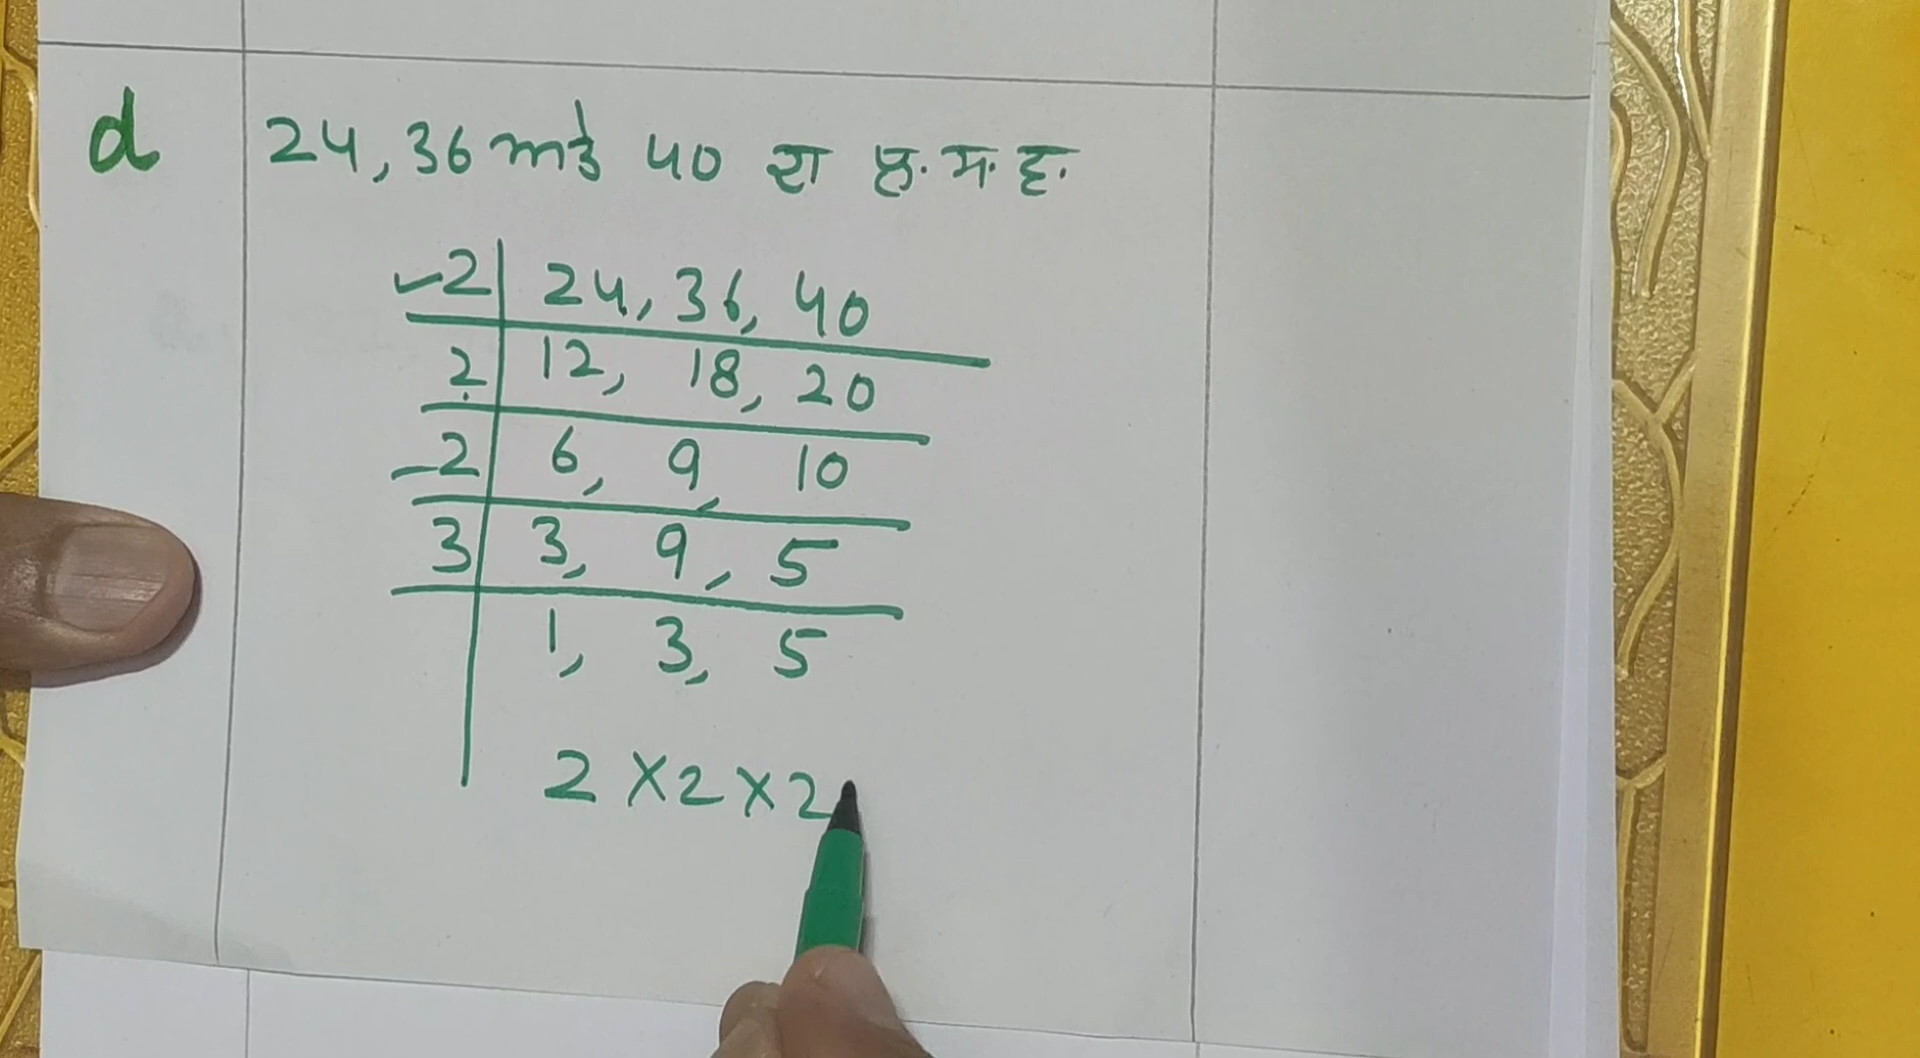 d
24, 36 ਅਤੇ 40 ਦਾ ਲ.ਸ.ਵ.
2 | 24, 36, 40
2 | 12, 18, 20
2 | 6, 9, 10
3 | 3, 9, 5
1, 3, 5
2 × 2 × 2